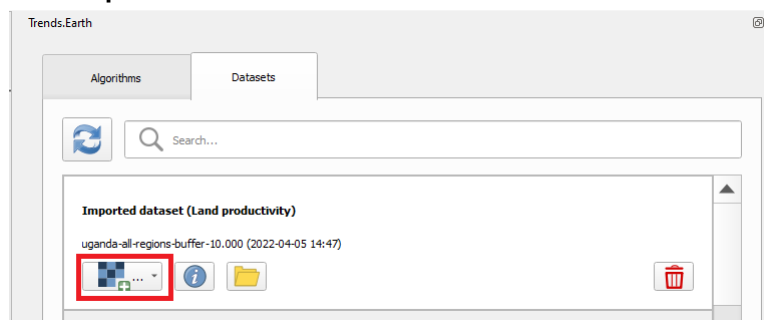 Trends.Earth
Algorithms
Datasets
Search...
Imported dataset (Land productivity)
uganda-all-regions-buffer-10.000 (2022-04-05 14:47)
...